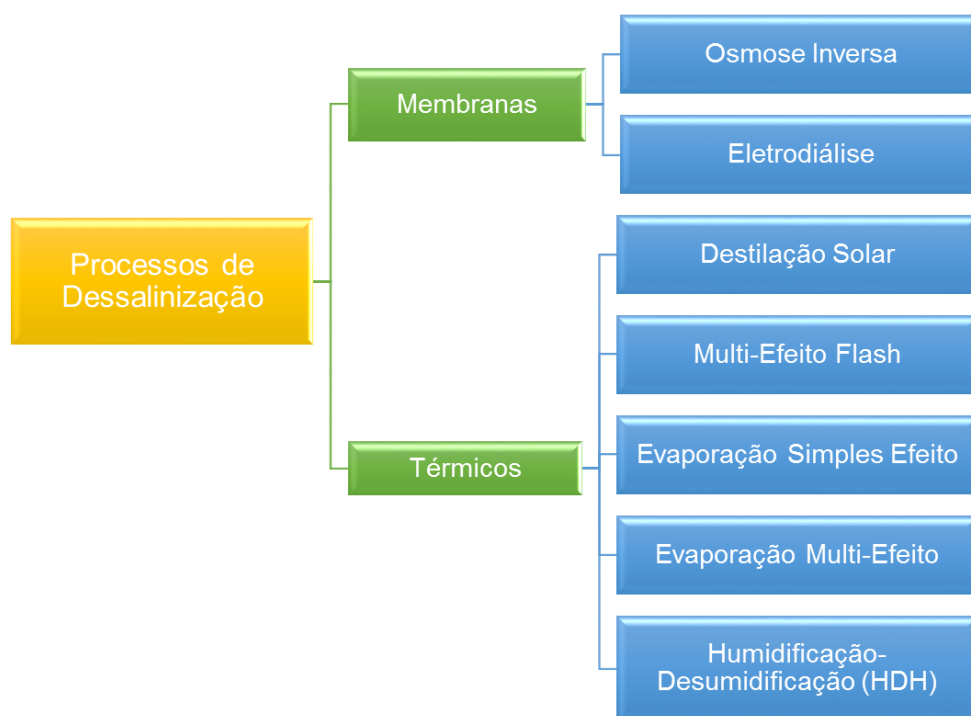 Processos de
Dessalinização
Membranas
Osmose Inversa
Eletrodiálise
Térmicos
Destilação Solar
Multi-Efeito Flash
Evaporação Simples Efeito
Evaporação Multi-Efeito
Humidificação-
Desumidificação (HDH)